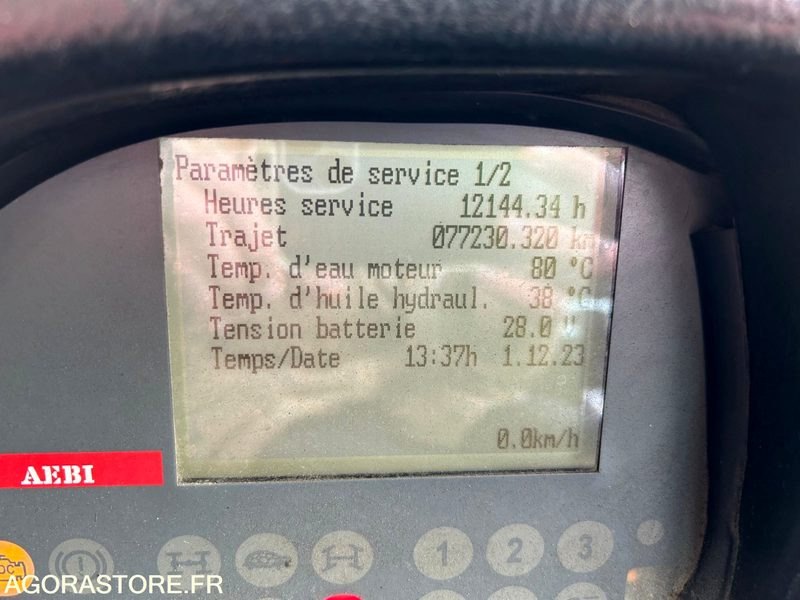 Paramètres de service 1/2
Heures service 12144.34 h
Trajet 077230.320 km
Temp. d'eau moteur 80 °C
Temp. d'huile hydraul. 38 °C
Tension batterie 28.0 V
Temps/Date 13:37h 1.12.23
0.0km/h
AEBI
1 2 3
AGORASTORE.FR